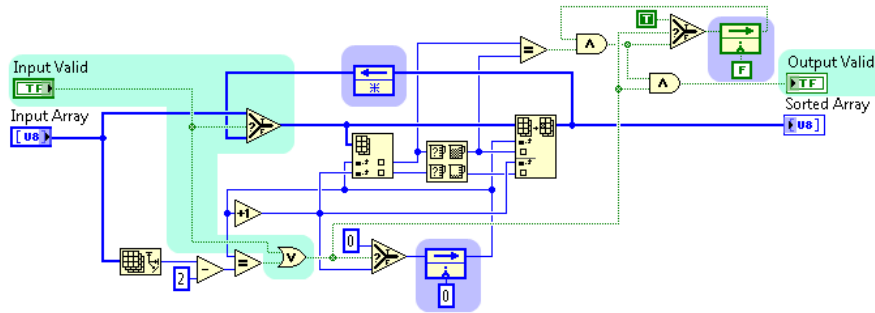 T
F
Input Valid
TF
Input Array
[U8]
T
F
?
=
∧
T
F
?
∧
Output Valid
TF
Sorted Array
U8]
+1
2
-
=
∨
0
T
F
?
0